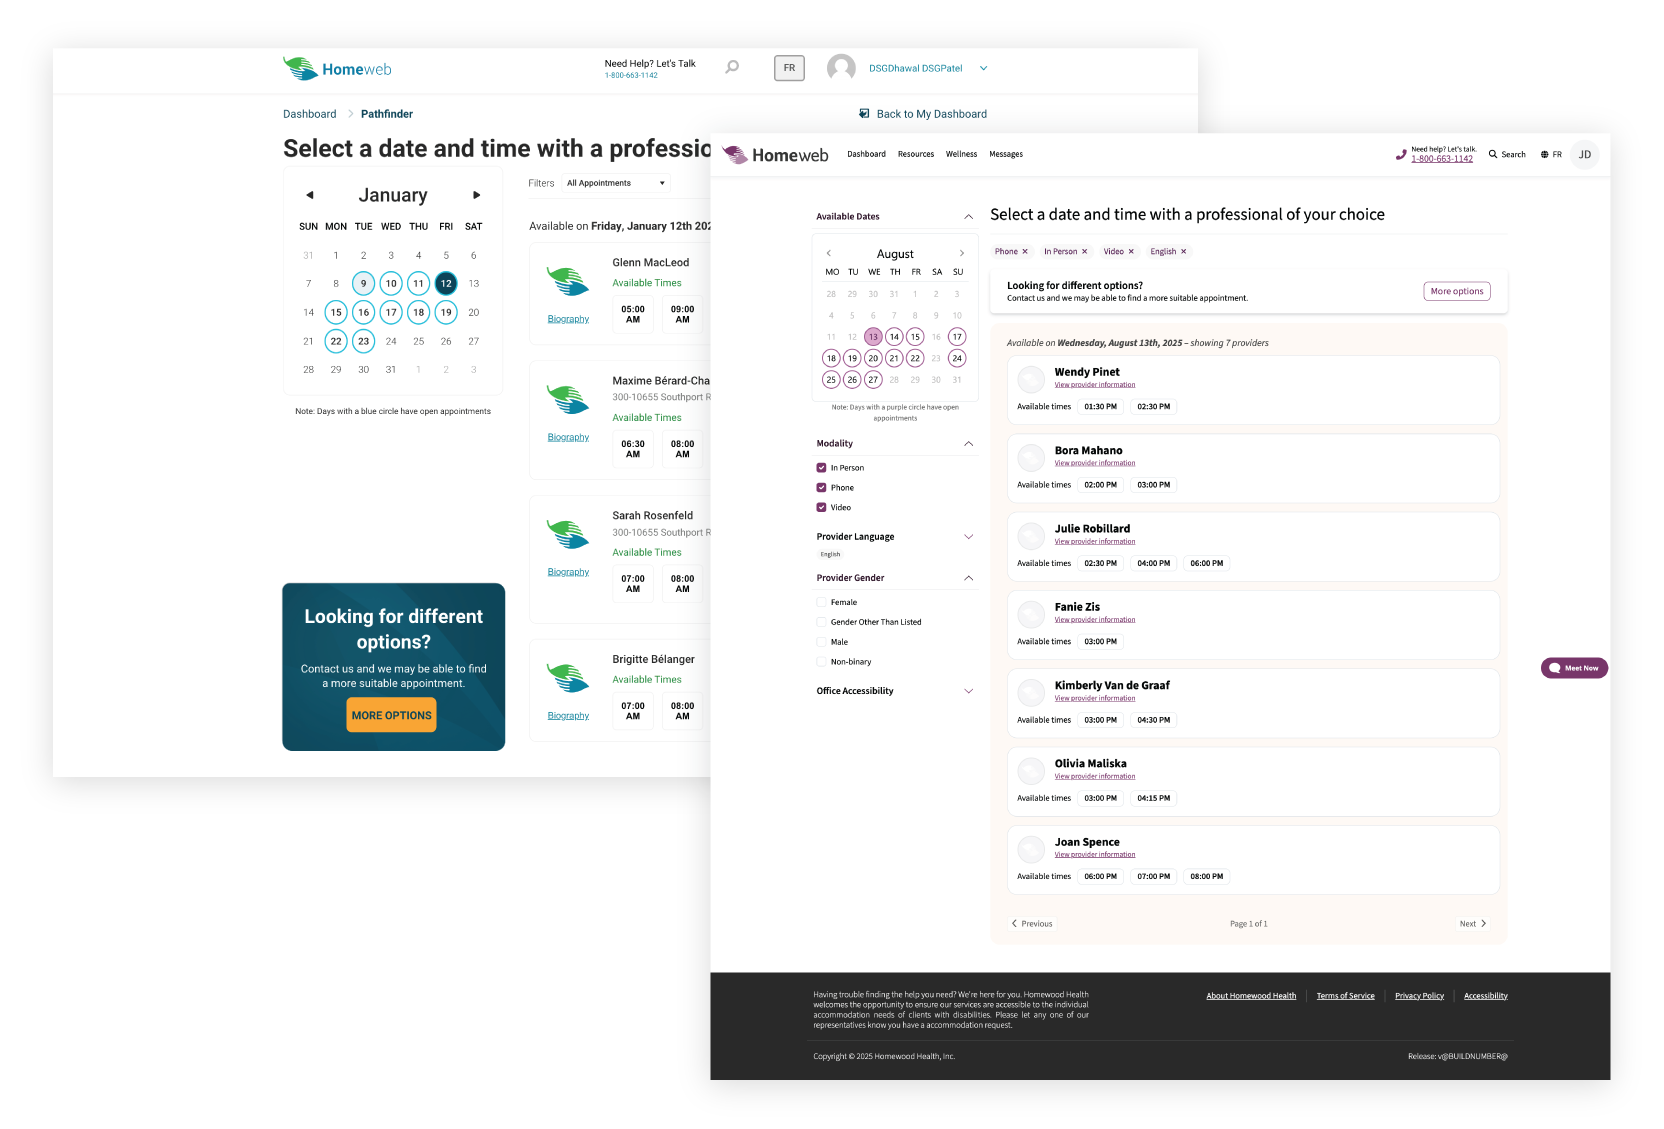 Homeweb
Need Help? Let's Talk
1-800-663-1142
FR
DSGDhawal DSGPatel
Dashboard > Pathfinder
Back to My Dashboard
Select a date and time with a professio
January
SUN MON TUE WED THU FRI SAT
31 1 2 3 4 5 6
7 8 9 10 11 12 13
14 15 16 17 18 19 20
21 22 23 24 25 26 27
28 29 30 31 1 2 3
Note: Days with a blue circle have open appointments
Looking for different
options?
Contact us and we may be able to find
a more suitable appointment.
MORE OPTIONS
Filters All Appointments
Available on Friday, January 12th 202
Glenn MacLeod
Available Times
Biography
05:00 AM
09:00 AM
Maxime Bérard-Cha
300-10655 Southport R
Available Times
Biography
06:30 AM
08:00 AM
Sarah Rosenfeld
300-10655 Southport R
Available Times
Biography
07:00 AM
08:00 AM
Brigitte Bélanger
Available Times
Biography
07:00 AM
08:00 AM
Homeweb
Dashboard Resources Wellness Messages
Need help? Let's talk.
1-800-663-1142
Search
FR
JD
Available Dates
August
MO TU WE TH FR SA SU
28 29 30 31 1 2 3
4 5 6 7 8 9 10
11 12 13 14 15 16 17
18 19 20 21 22 23 24
25 26 27 28 29 30 31
Note: Days with a purple circle have open
appointments
Modality
In Person
Phone
Video
Provider Language
English
Provider Gender
Female
Gender Other Than Listed
Male
Non-binary
Office Accessibility
Select a date and time with a professional of your choice
Phone × In Person × Video × English ×
Looking for different options?
Contact us and we may be able to find a more suitable appointment.
More options
Available on Wednesday, August 13th, 2025 – showing 7 providers
Wendy Pinet
View provider information
Available times 01:30 PM 02:30 PM
Bora Mahano
View provider information
Available times 02:00 PM 03:00 PM
Julie Robillard
View provider information
Available times 02:30 PM 04:00 PM 06:00 PM
Fanie Zis
View provider information
Available times 03:00 PM
Kimberly Van de Graaf
View provider information
Available times 03:00 PM 04:30 PM
Olivia Maliska
View provider information
Available times 03:00 PM 04:15 PM
Joan Spence
View provider information
Available times 06:00 PM 07:00 PM 08:00 PM
Previous
Page 1 of 1
Next
Meet Now
Having trouble finding the help you need? We're here for you. Homewood Health
welcomes the opportunity to ensure our services are accessible to the individual
accommodation needs of clients with disabilities. Please let any one of our
representatives know you have a accommodation request.
About Homewood Health | Terms of Service | Privacy Policy | Accessibility
Copyright © 2025 Homewood Health, Inc.
Release: v@BUILDNUMBER@